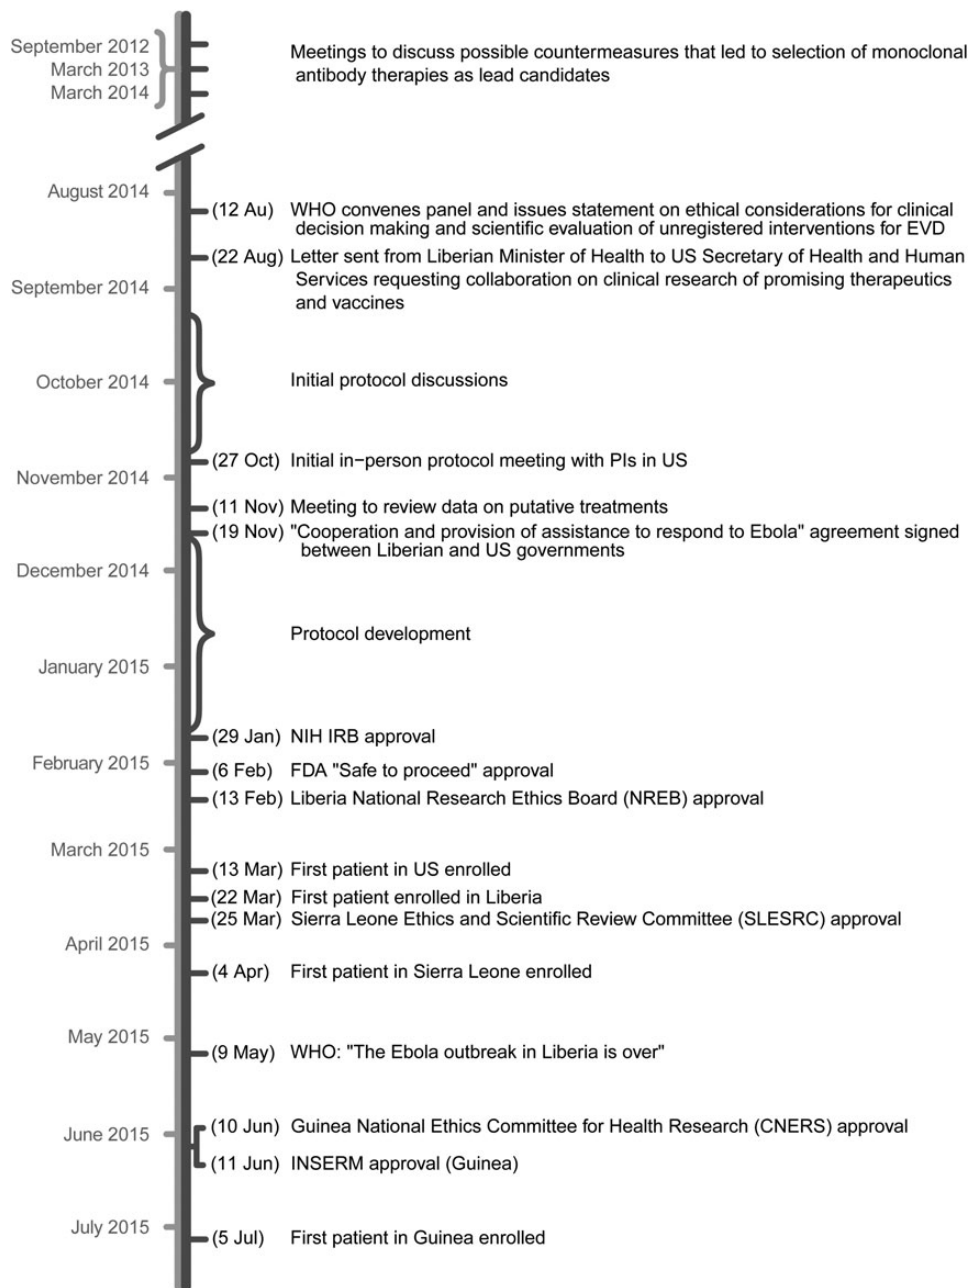 September 2012
March 2013
March 2014
Meetings to discuss possible countermeasures that led to selection of monoclonal
antibody therapies as lead candidates
August 2014
(12 Au) WHO convenes panel and issues statement on ethical considerations for clinical
decision making and scientific evaluation of unregistered interventions for EVD
(22 Aug) Letter sent from Liberian Minister of Health to US Secretary of Health and Human
Services requesting collaboration on clinical research of promising therapeutics
and vaccines
September 2014
October 2014
Initial protocol discussions
(27 Oct) Initial in−person protocol meeting with PIs in US
November 2014
(11 Nov) Meeting to review data on putative treatments
(19 Nov) "Cooperation and provision of assistance to respond to Ebola" agreement signed
between Liberian and US governments
December 2014
Protocol development
January 2015
(29 Jan) NIH IRB approval
February 2015
(6 Feb) FDA "Safe to proceed" approval
(13 Feb) Liberia National Research Ethics Board (NREB) approval
March 2015
(13 Mar) First patient in US enrolled
(22 Mar) First patient enrolled in Liberia
(25 Mar) Sierra Leone Ethics and Scientific Review Committee (SLESRC) approval
April 2015
(4 Apr) First patient in Sierra Leone enrolled
May 2015
(9 May) WHO: "The Ebola outbreak in Liberia is over"
(10 Jun) Guinea National Ethics Committee for Health Research (CNERS) approval
June 2015
(11 Jun) INSERM approval (Guinea)
July 2015
(5 Jul) First patient in Guinea enrolled